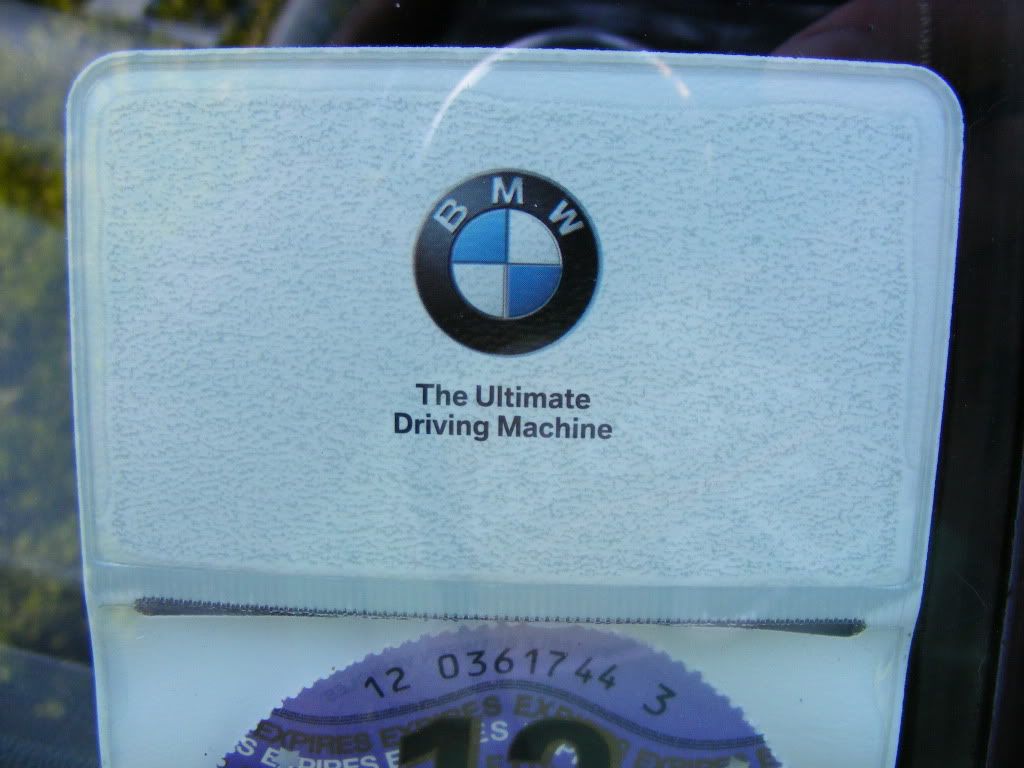 BMW
The Ultimate
Driving Machine
12 0361744 3
EXPIRES EXPIRES EXPIRES